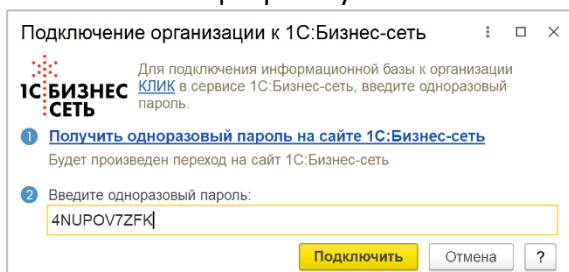 Подключение организации к 1С:Бизнес-сеть
1С:БИЗНЕС СЕТЬ
Для подключения информационной базы к организации
КЛИК в сервисе 1С:Бизнес-сеть, введите одноразовый
пароль.
1 Получить одноразовый пароль на сайте 1С:Бизнес-сеть
Будет произведен переход на сайт 1С:Бизнес-сеть
2 Введите одноразовый пароль:
4NUPOV7ZFK
Подключить Отмена ?